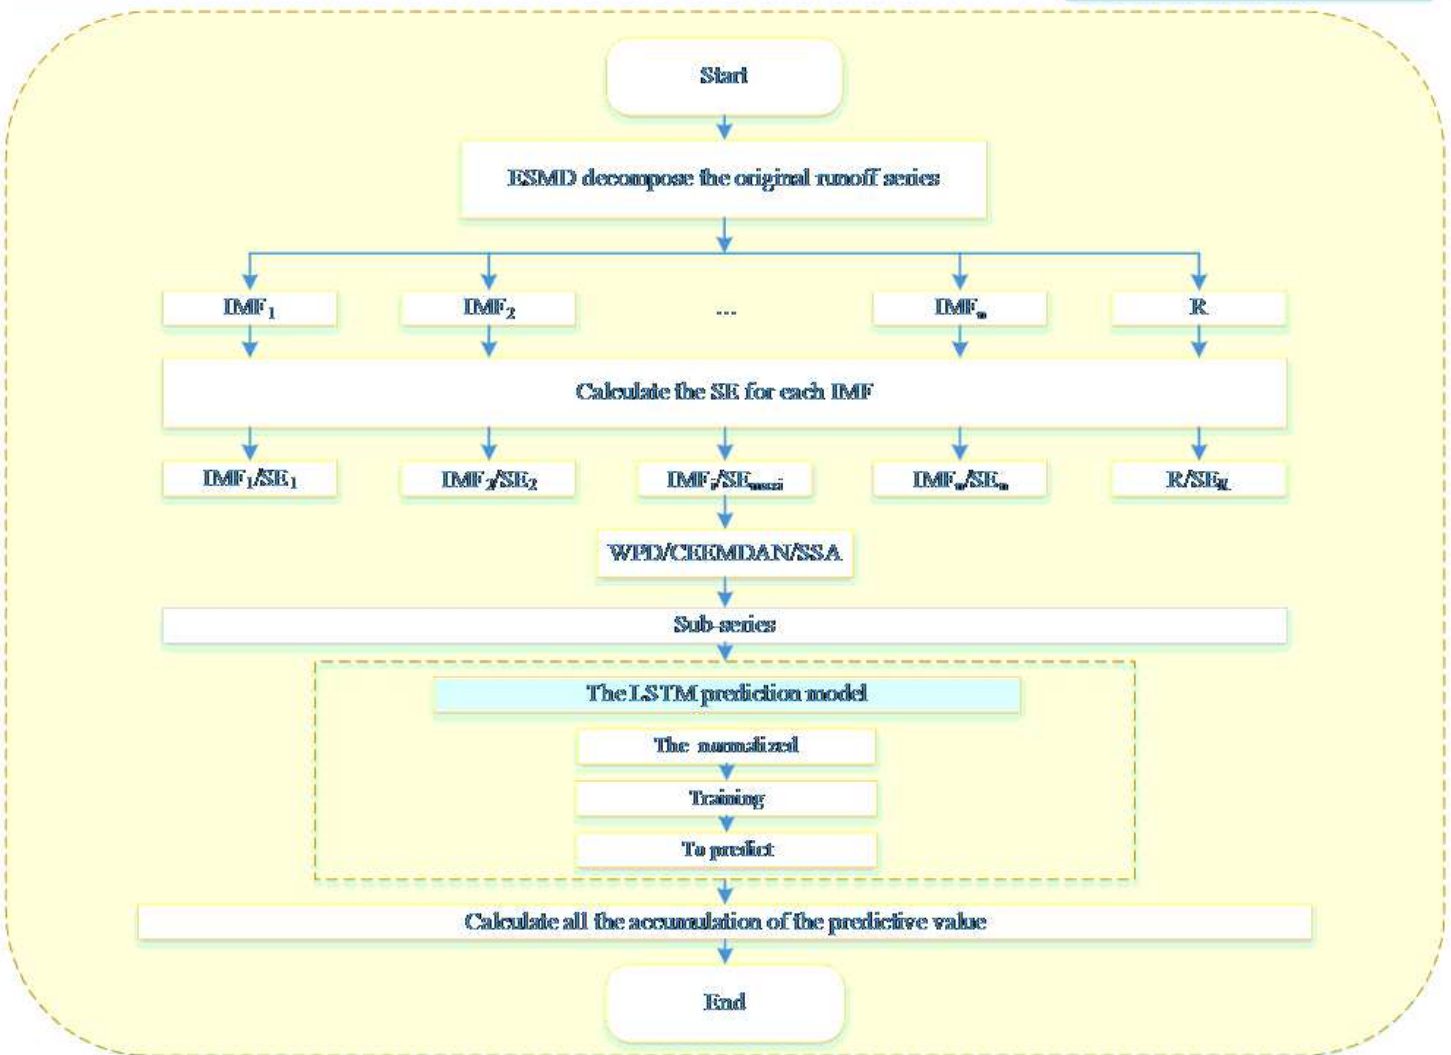 Start
ESMD decompose the original runoff series
IMF₁ IMF₂ ... IMFₙ R
Calculate the SE for each IMF
IMF₁/SE₁ IMF₂/SE₂ IMFᵢ/SE IMFₙ/SEₙ R/SE_R
WPD/CEEMDAN/SSA
Sub-series
The LSTM prediction model
The normalized
Training
To predict
Calculate all the accumulation of the predictive value
End